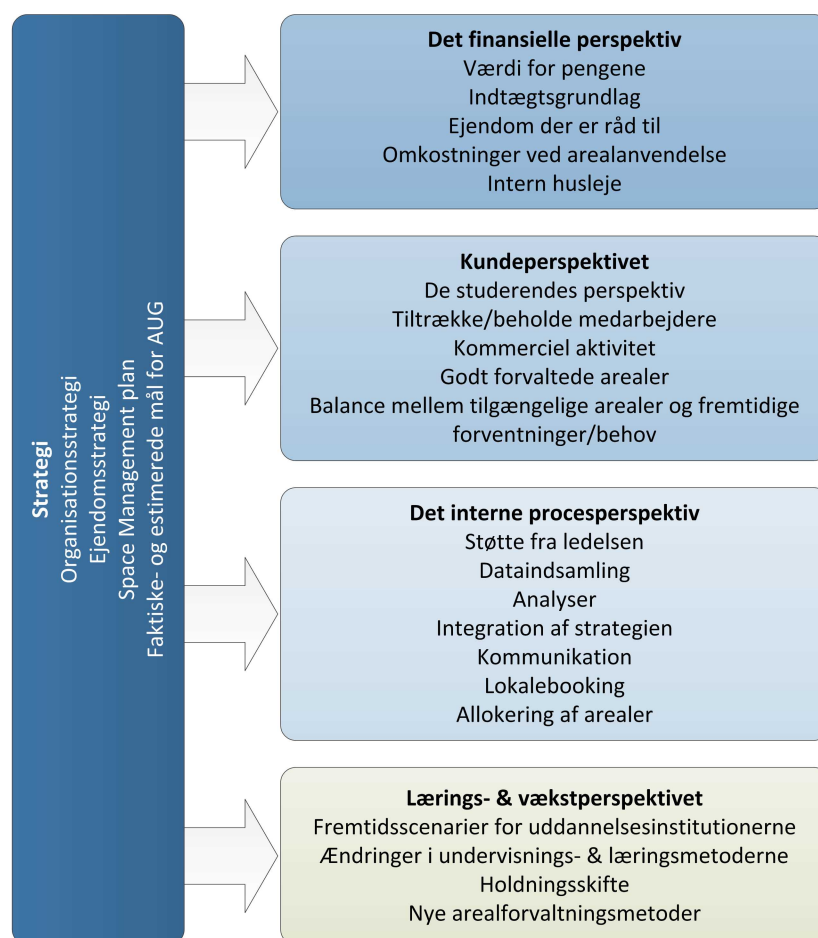 Strategi
Organisationsstrategi
Ejendomsstrategi
Space Management plan
Faktiske- og estimerede mål for AUG
Det finansielle perspektiv
Værdi for pengene
Indtægtsgrundlag
Ejendom der er råd til
Omkostninger ved arealanvendelse
Intern husleje
Kundeperspektivet
De studerendes perspektiv
Tiltrække/beholde medarbejdere
Kommerciel aktivitet
Godt forvaltede arealer
Balance mellem tilgængelige arealer og fremtidige
forventninger/behov
Det interne procesperspektiv
Støtte fra ledelsen
Dataindsamling
Analyser
Integration af strategien
Kommunikation
Lokalebooking
Allokering af arealer
Lærings- & vækstperspektivet
Fremtidsscenarier for uddannelsesinstitutionerne
Ændringer i undervisnings- & læringsmetoderne
Holdningsskifte
Nye arealforvaltningsmetoder